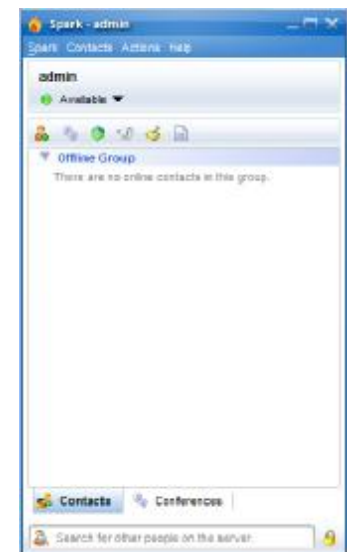 Spark - admin
Spark Contacts Actions Help
admin
Available
Offline Group
There are no online contacts in this group.
Contacts Conferences
Search for other people on the server